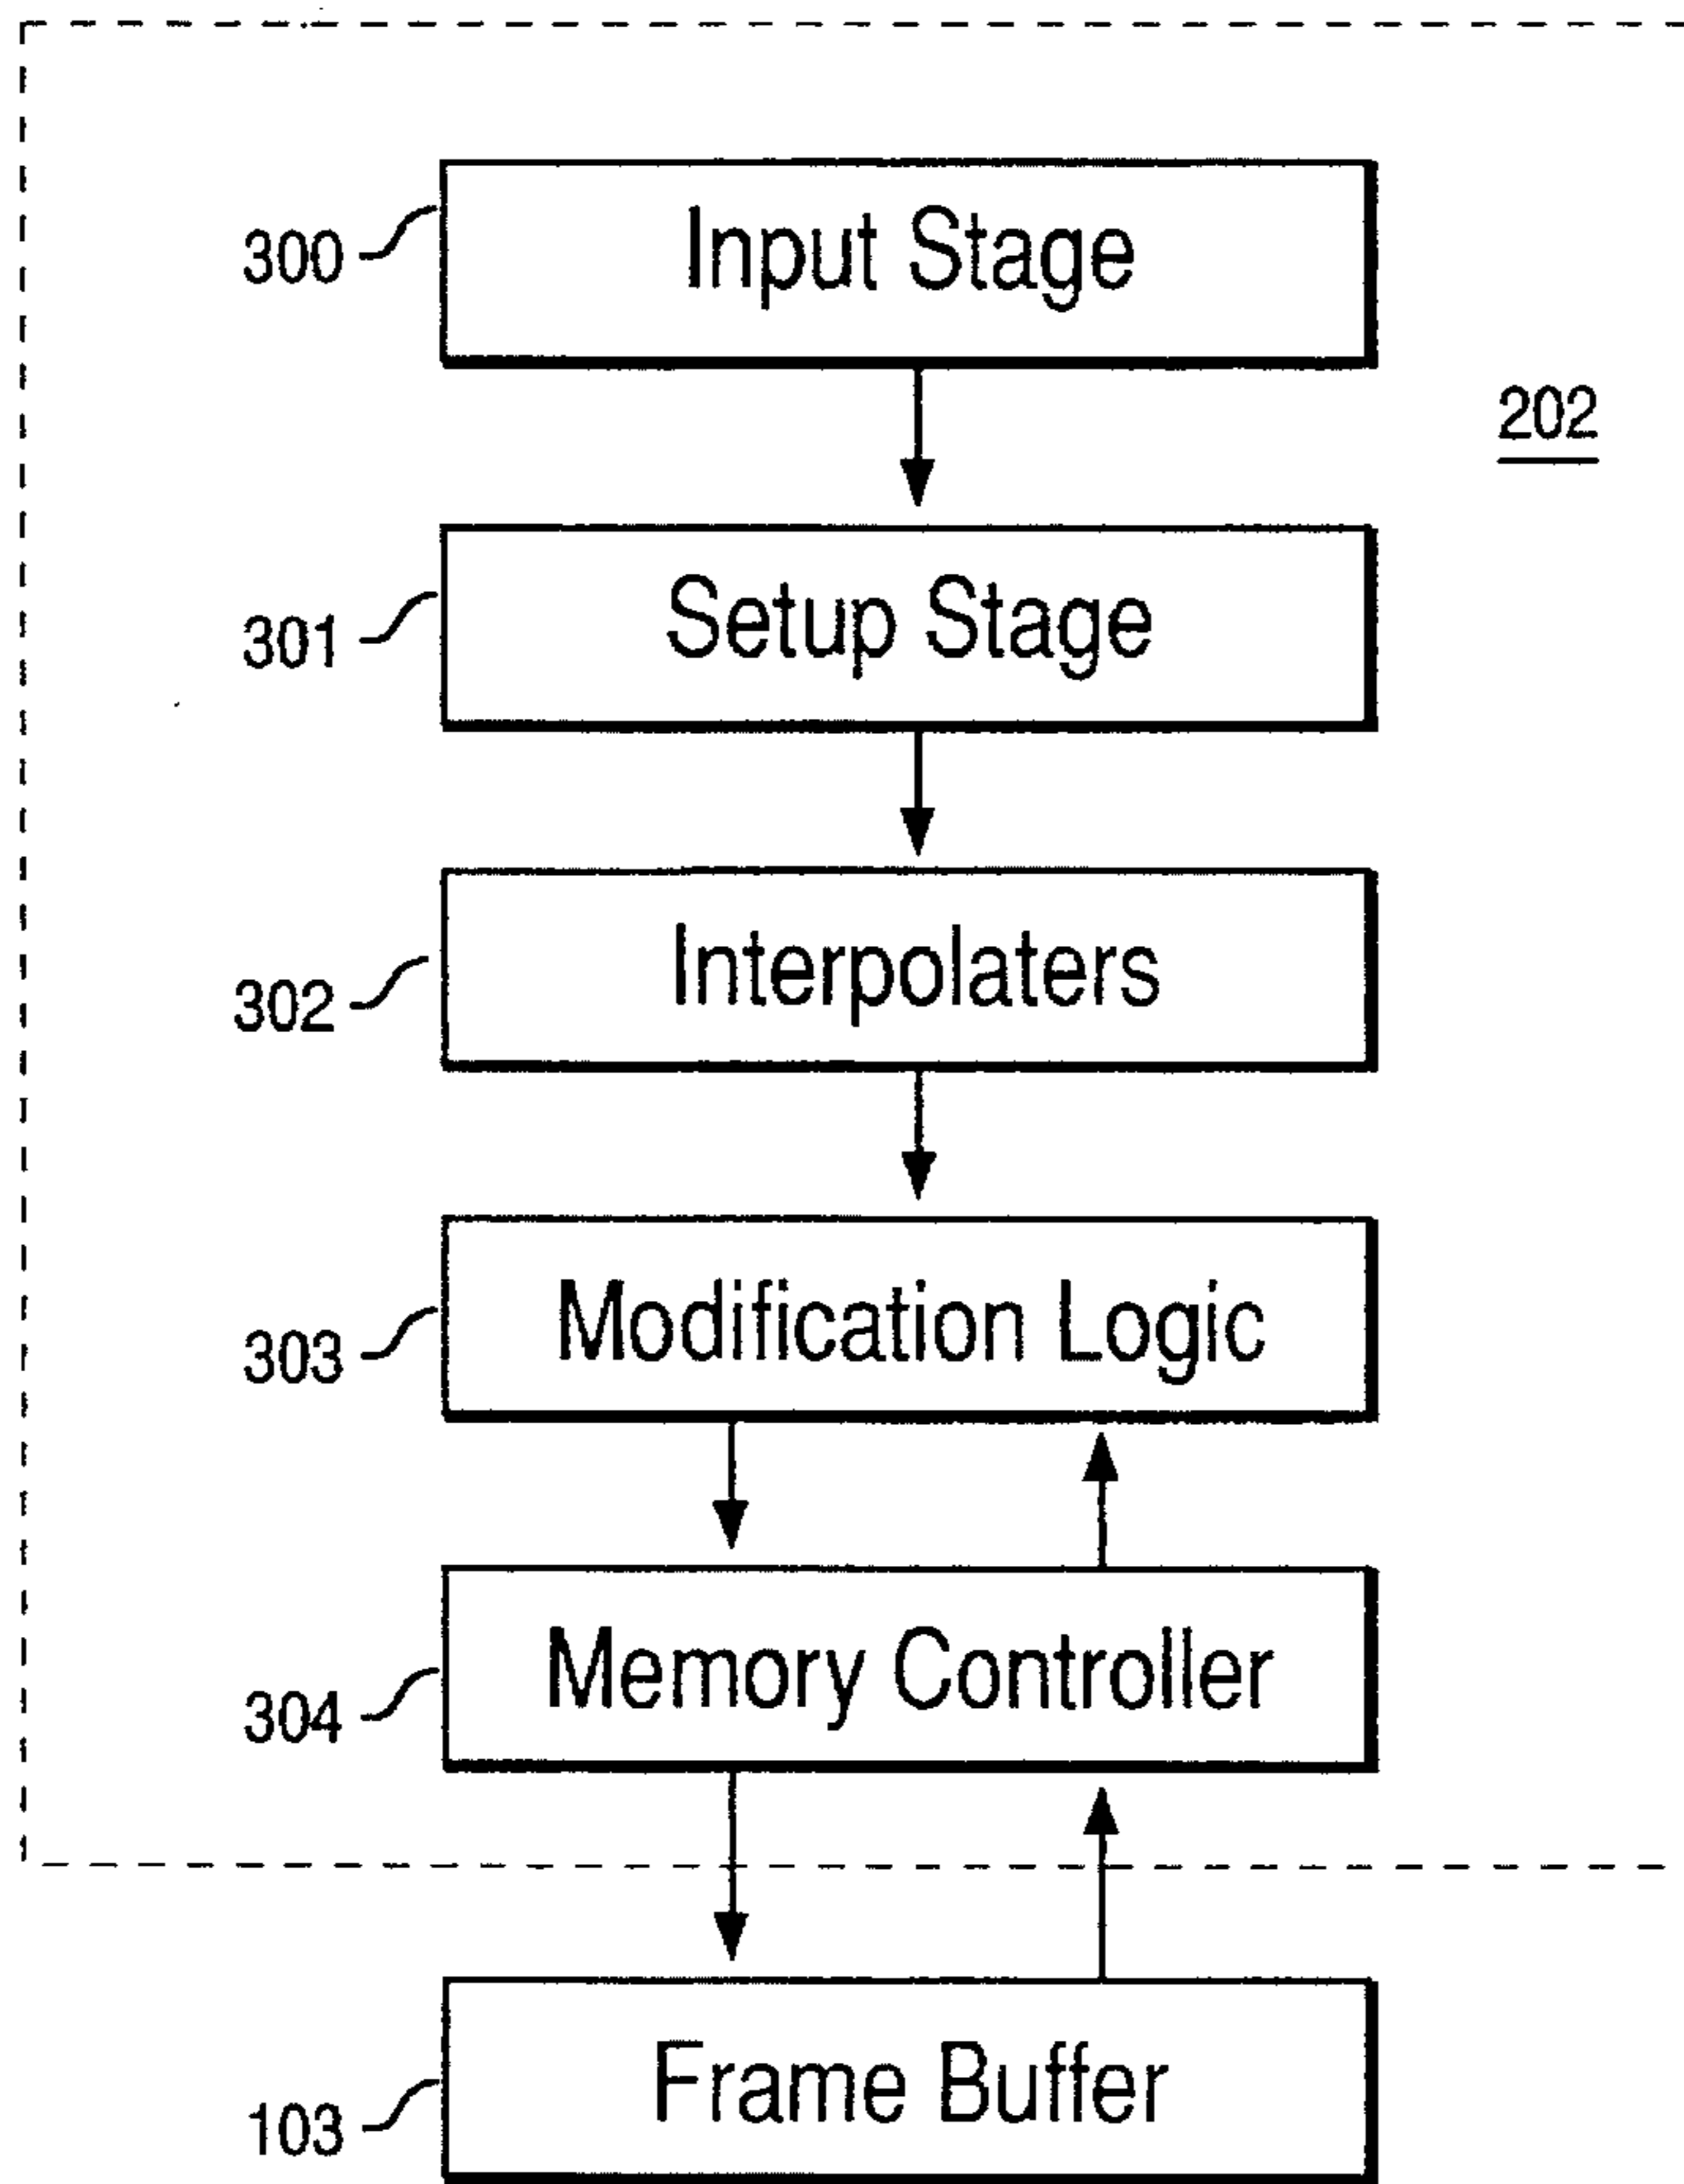 300 Input Stage
202
301 Setup Stage
302 Interpolaters
303 Modification Logic
304 Memory Controller
103 Frame Buffer